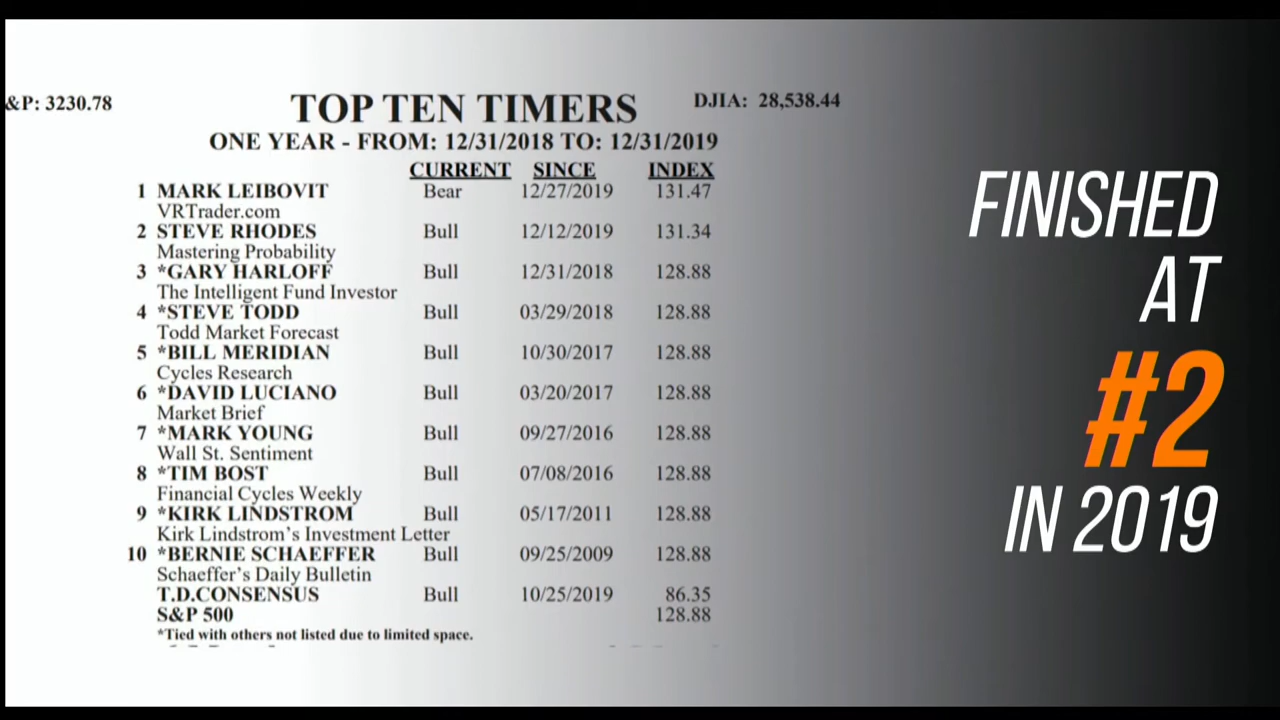 &P: 3230.78
TOP TEN TIMERS
DJIA: 28,538.44
ONE YEAR - FROM: 12/31/2018 TO: 12/31/2019
CURRENT SINCE INDEX
1 MARK LEIBOVIT Bear 12/27/2019 131.47
VRTrader.com
2 STEVE RHODES Bull 12/12/2019 131.34
Mastering Probability
3 *GARY HARLOFF Bull 12/31/2018 128.88
The Intelligent Fund Investor
4 *STEVE TODD Bull 03/29/2018 128.88
Todd Market Forecast
5 *BILL MERIDIAN Bull 10/30/2017 128.88
Cycles Research
6 *DAVID LUCIANO Bull 03/20/2017 128.88
Market Brief
7 *MARK YOUNG Bull 09/27/2016 128.88
Wall St. Sentiment
8 *TIM BOST Bull 07/08/2016 128.88
Financial Cycles Weekly
9 *KIRK LINDSTROM Bull 05/17/2011 128.88
Kirk Lindstrom's Investment Letter
10 *BERNIE SCHAEFFER Bull 09/25/2009 128.88
Schaeffer's Daily Bulletin
T.D.CONSENSUS Bull 10/25/2019 86.35
S&P 500 128.88
*Tied with others not listed due to limited space.
FINISHED
AT
#2
IN 2019